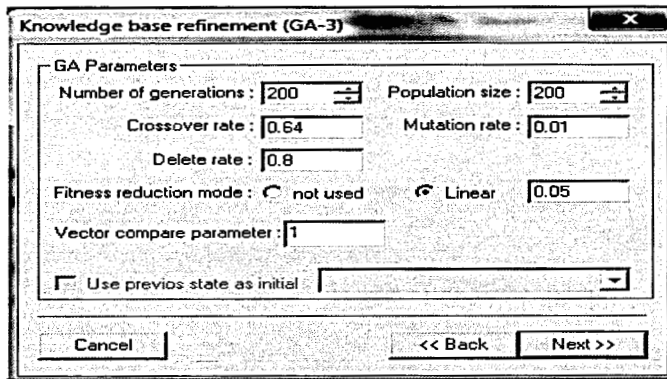 Knowledge base refinement (GA-3)
GA Parameters
Number of generations : 200 Population size : 200
Crossover rate : 0.64 Mutation rate : 0.01
Delete rate : 0.8
Fitness reduction mode : not used Linear 0.05
Vector compare parameter : 1
Use previos state as initial
Cancel << Back Next >>